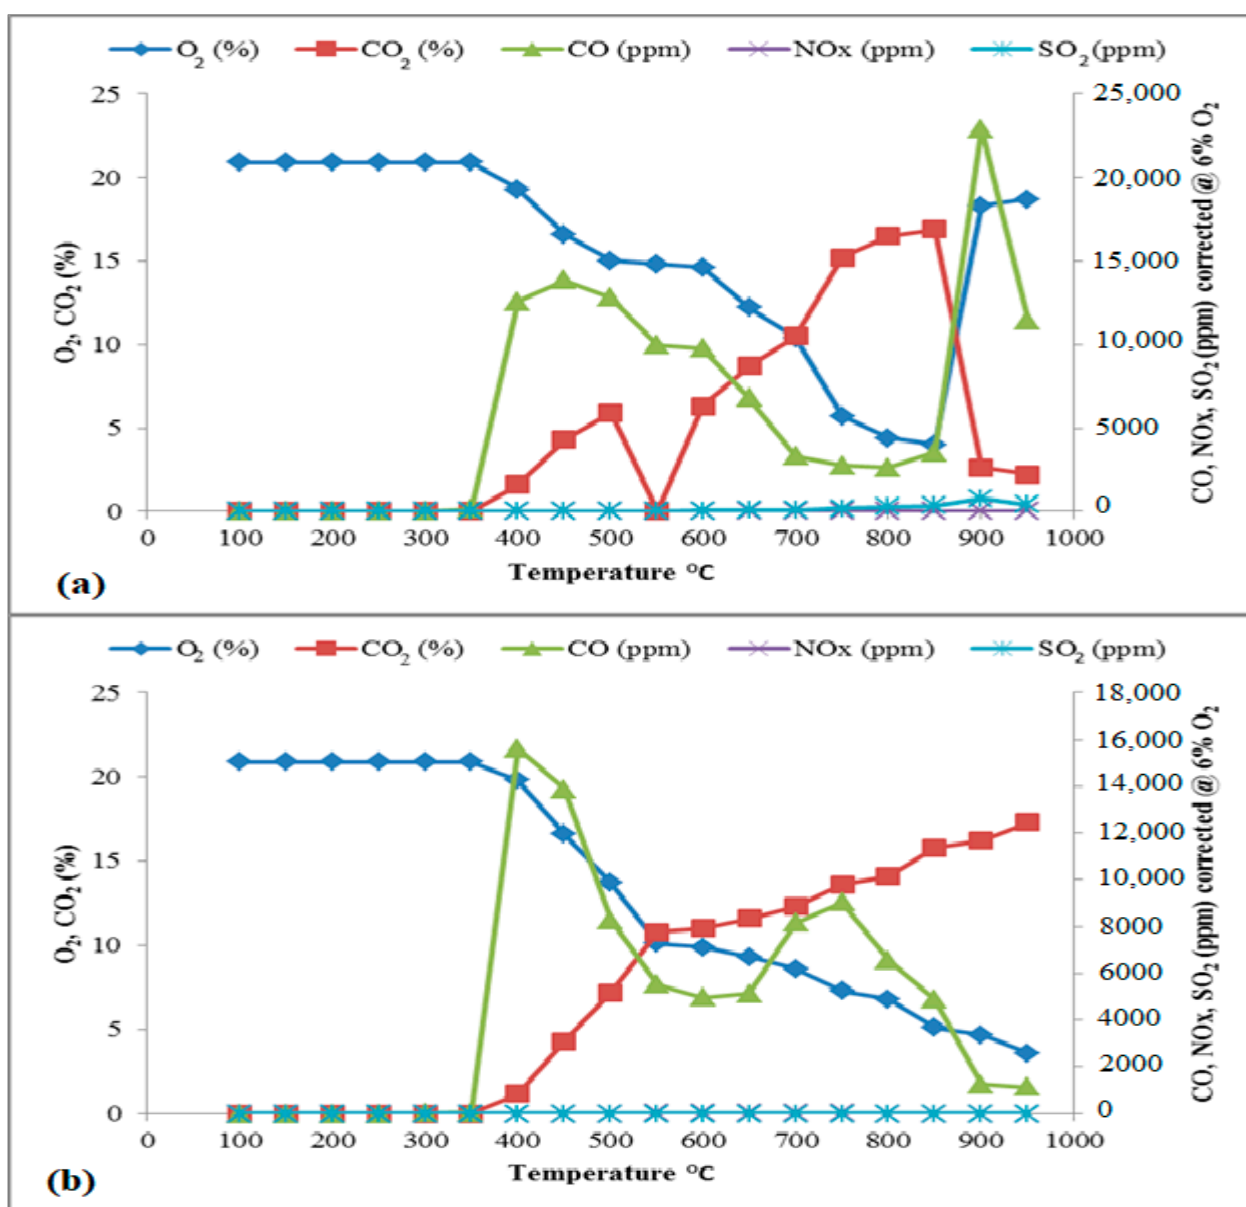 O₂ (%) CO₂ (%) CO (ppm) NOx (ppm) SO₂ (ppm)
25 25,000
20 20,000
15 15,000
10 10,000
5 5000
0 0
O₂, CO₂ (%)
CO, NOx, SO₂ (ppm) corrected @ 6% O₂
0 100 200 300 400 500 600 700 800 900 1000
Temperature °C
(a)
O₂ (%) CO₂ (%) CO (ppm) NOx (ppm) SO₂ (ppm)
25 18,000
16,000
20 14,000
12,000
15 10,000
10 8000
6000
5 4000
2000
0 0
O₂, CO₂ (%)
CO, NOx, SO₂ (ppm) corrected @ 6% O₂
0 100 200 300 400 500 600 700 800 900 1000
Temperature °C
(b)